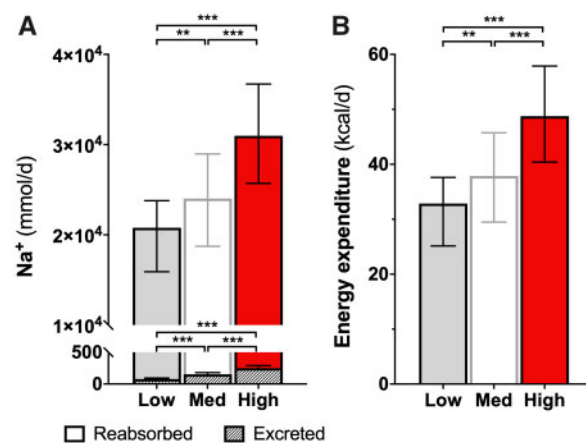 A
***
**
***
4×10⁴
3×10⁴
2×10⁴
1×10⁴
Na⁺ (mmol/d)
***
***
***
500
0
Low Med High
Reabsorbed Excreted
B
***
**
***
60
40
20
0
Energy expenditure (kcal/d)
Low Med High